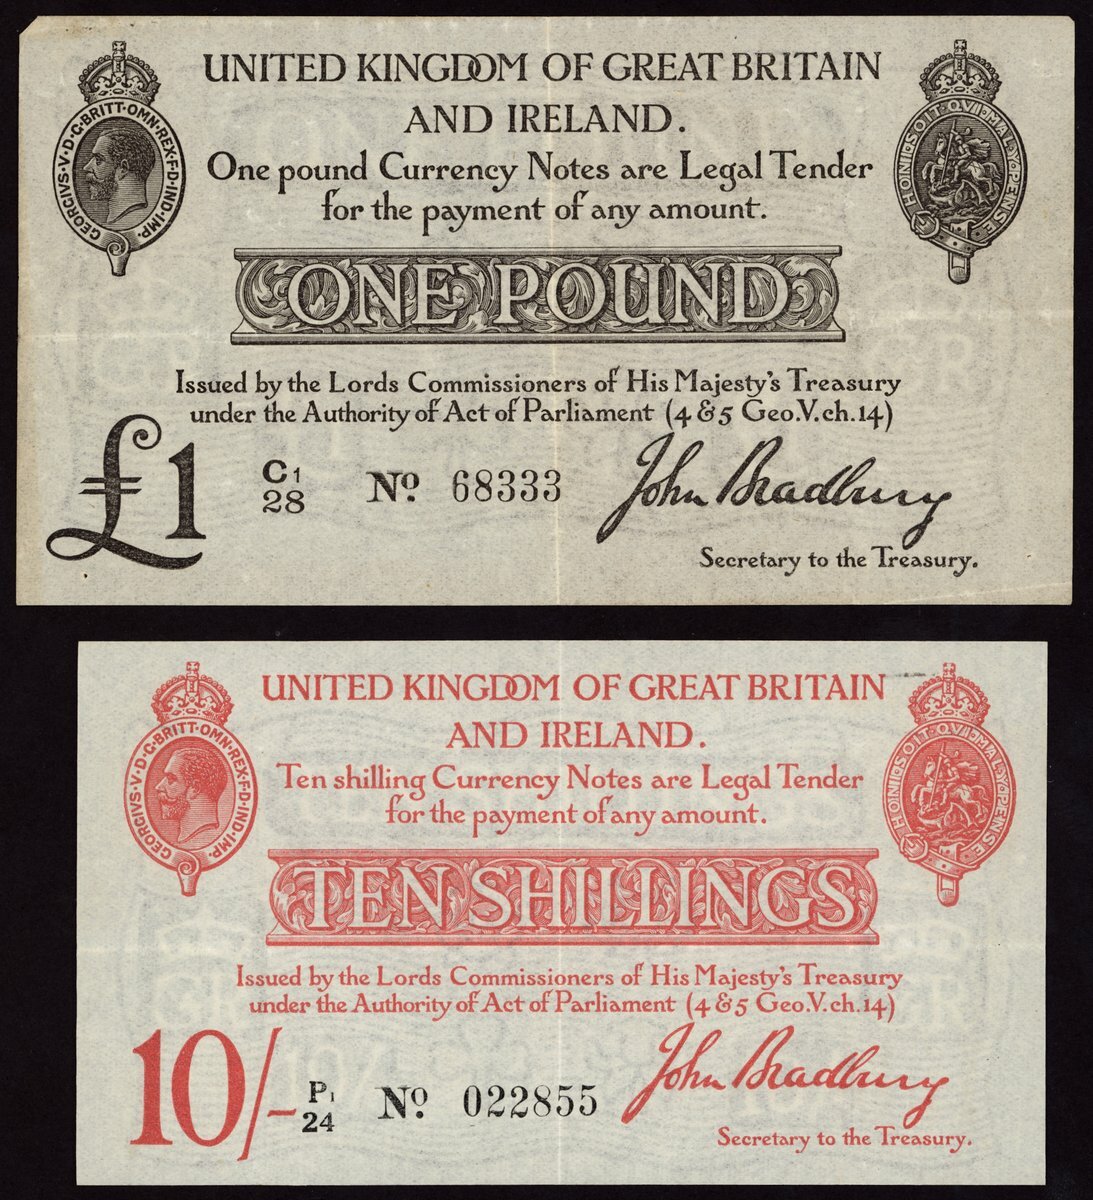 UNITED KINGDOM OF GREAT BRITAIN
AND IRELAND.
GEORGIVS·V·D·G·BRITT·OMN·REX·F·D·IND·IMP.
HONI·SOIT·QVI·MAL·Y·PENSE
One pound Currency Notes are Legal Tender
for the payment of any amount.
ONE POUND
Issued by the Lords Commissioners of His Majesty's Treasury
under the Authority of Act of Parliament (4 & 5 Geo.V.ch.14)
£1
C1
28
No. 68333
John Bradbury
Secretary to the Treasury.
UNITED KINGDOM OF GREAT BRITAIN
AND IRELAND.
GEORGIVS·V·D·G·BRITT·OMN·REX·F·D·IND·IMP.
HONI·SOIT·QVI·MAL·Y·PENSE
Ten shilling Currency Notes are Legal Tender
for the payment of any amount.
TEN SHILLINGS
Issued by the Lords Commissioners of His Majesty's Treasury
under the Authority of Act of Parliament (4 & 5 Geo.V.ch.14)
10/-
P1
24
No. 022855
John Bradbury
Secretary to the Treasury.